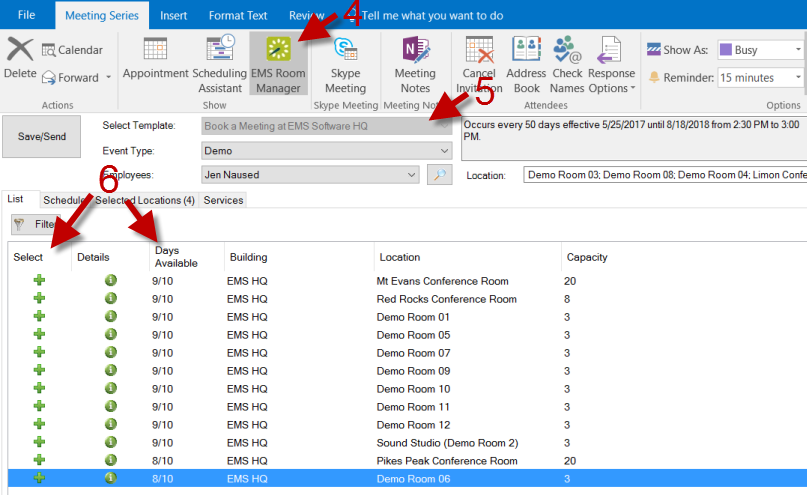 File Meeting Series Insert Format Text Review Tell me what you want to do
4
Calendar
Forward
Delete
Appointment
Scheduling Assistant
EMS Room Manager
Skype Meeting
Meeting Notes
Cancel Invitation
Address Book
Check Names
Response Options
Show As: Busy
Reminder: 15 minutes
Actions Show Skype Meeting Meeting Attendees Options
5
Save/Send
Select Template: Book a Meeting at EMS Software HQ
Occurs every 50 days effective 5/25/2017 until 8/18/2018 from 2:30 PM to 3:00
PM.
Event Type: Demo
Employees: Jen Naused
Location: Demo Room 03; Demo Room 08; Demo Room 04; Limon Confe
6
List Schedule Selected Locations (4) Services
Filter
Select Details Days Available Building Location Capacity
9/10 EMS HQ Mt Evans Conference Room 20
9/10 EMS HQ Red Rocks Conference Room 8
9/10 EMS HQ Demo Room 01 3
9/10 EMS HQ Demo Room 05 3
9/10 EMS HQ Demo Room 07 3
9/10 EMS HQ Demo Room 09 3
9/10 EMS HQ Demo Room 10 3
9/10 EMS HQ Demo Room 11 3
9/10 EMS HQ Demo Room 12 3
9/10 EMS HQ Sound Studio (Demo Room 2) 3
8/10 EMS HQ Pikes Peak Conference Room 20
8/10 EMS HQ Demo Room 06 3